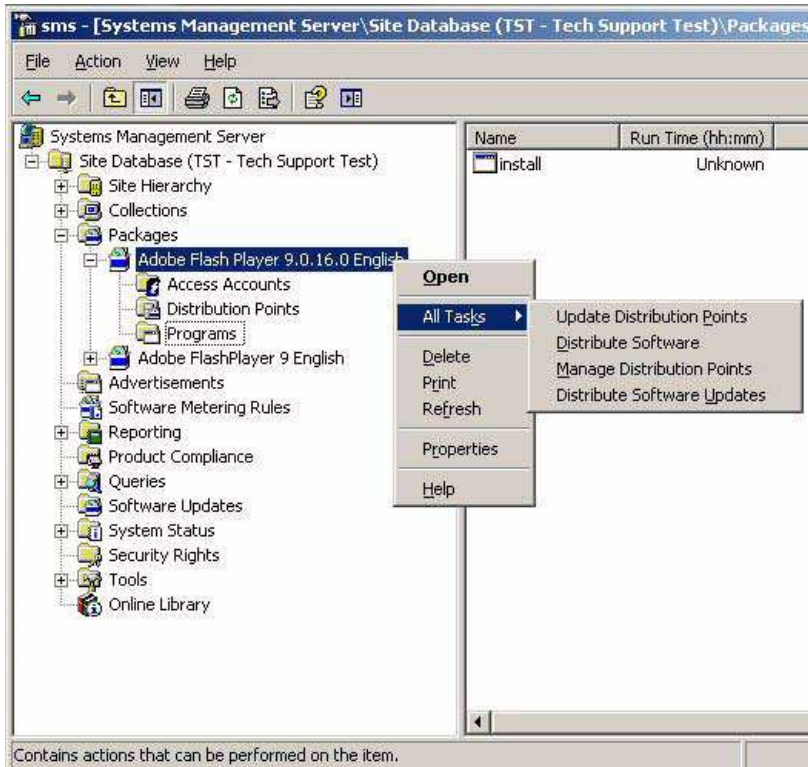 sms - [Systems Management Server\Site Database (TST - Tech Support Test)\Packages
File Action View Help
Systems Management Server
Site Database (TST - Tech Support Test)
Site Hierarchy
Collections
Packages
Adobe Flash Player 9.0.16.0 English
Access Accounts
Distribution Points
Programs
Adobe FlashPlayer 9 English
Advertisements
Software Metering Rules
Reporting
Product Compliance
Queries
Software Updates
System Status
Security Rights
Tools
Online Library
Name Run Time (hh:mm)
install Unknown
Open
All Tasks
Delete
Print
Refresh
Properties
Help
Update Distribution Points
Distribute Software
Manage Distribution Points
Distribute Software Updates
Contains actions that can be performed on the item.